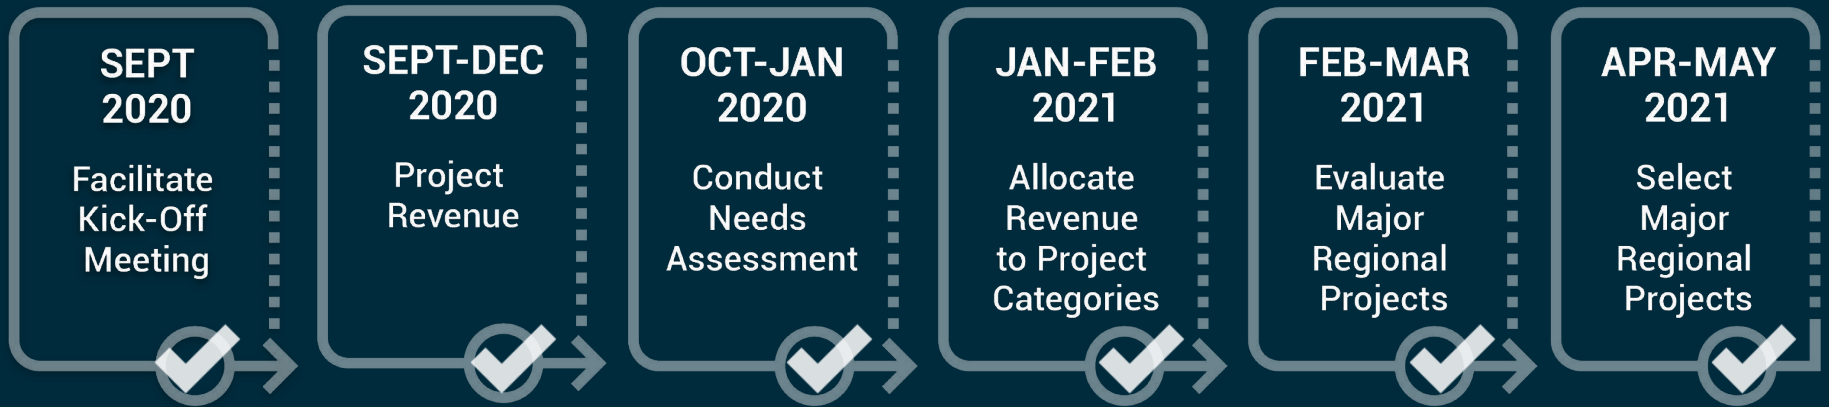 SEPT
2020
Facilitate
Kick-Off
Meeting
SEPT-DEC
2020
Project
Revenue
OCT-JAN
2020
Conduct
Needs
Assessment
JAN-FEB
2021
Allocate
Revenue
to Project
Categories
FEB-MAR
2021
Evaluate
Major
Regional
Projects
APR-MAY
2021
Select
Major
Regional
Projects